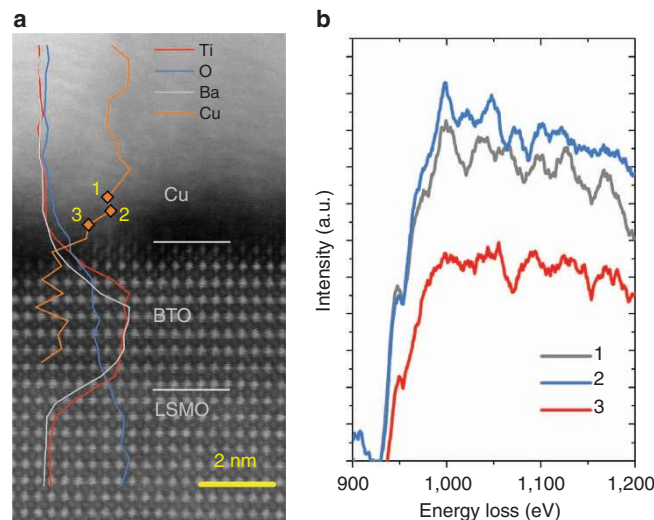 a
Ti
O
Ba
Cu
1
Cu
3
2
BTO
LSMO
2 nm
b
Intensity (a.u.)
1
2
3
900
1,000
1,100
1,200
Energy loss (eV)